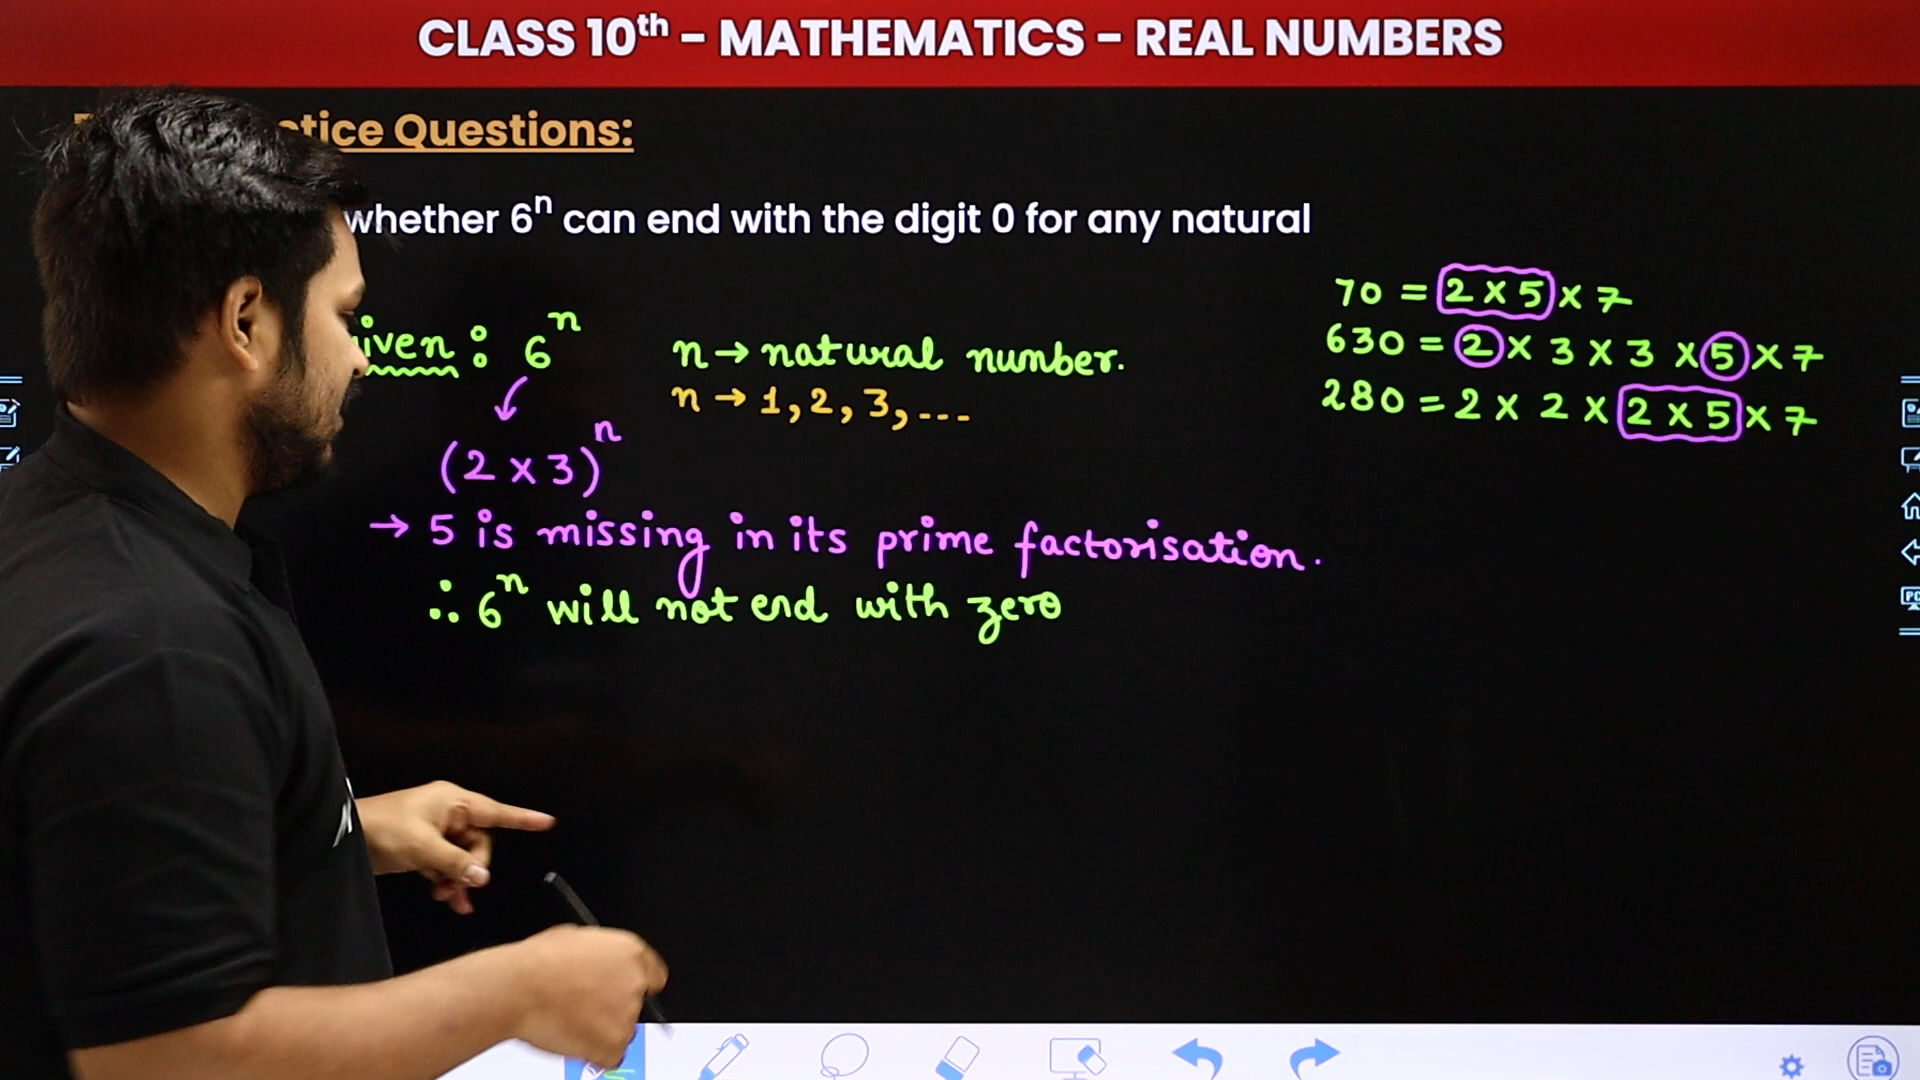 CLASS 10th - MATHEMATICS - REAL NUMBERS
Questions:
whether 6ⁿ can end with the digit 0 for any natural
: 6ⁿ n → natural number.
n → 1, 2, 3, ...
(2 × 3)ⁿ
→ 5 is missing in its prime factorisation.
∴ 6ⁿ will not end with zero
70 = 2 × 5 × 7
630 = 2 × 3 × 3 × 5 × 7
280 = 2 × 2 × 2 × 5 × 7